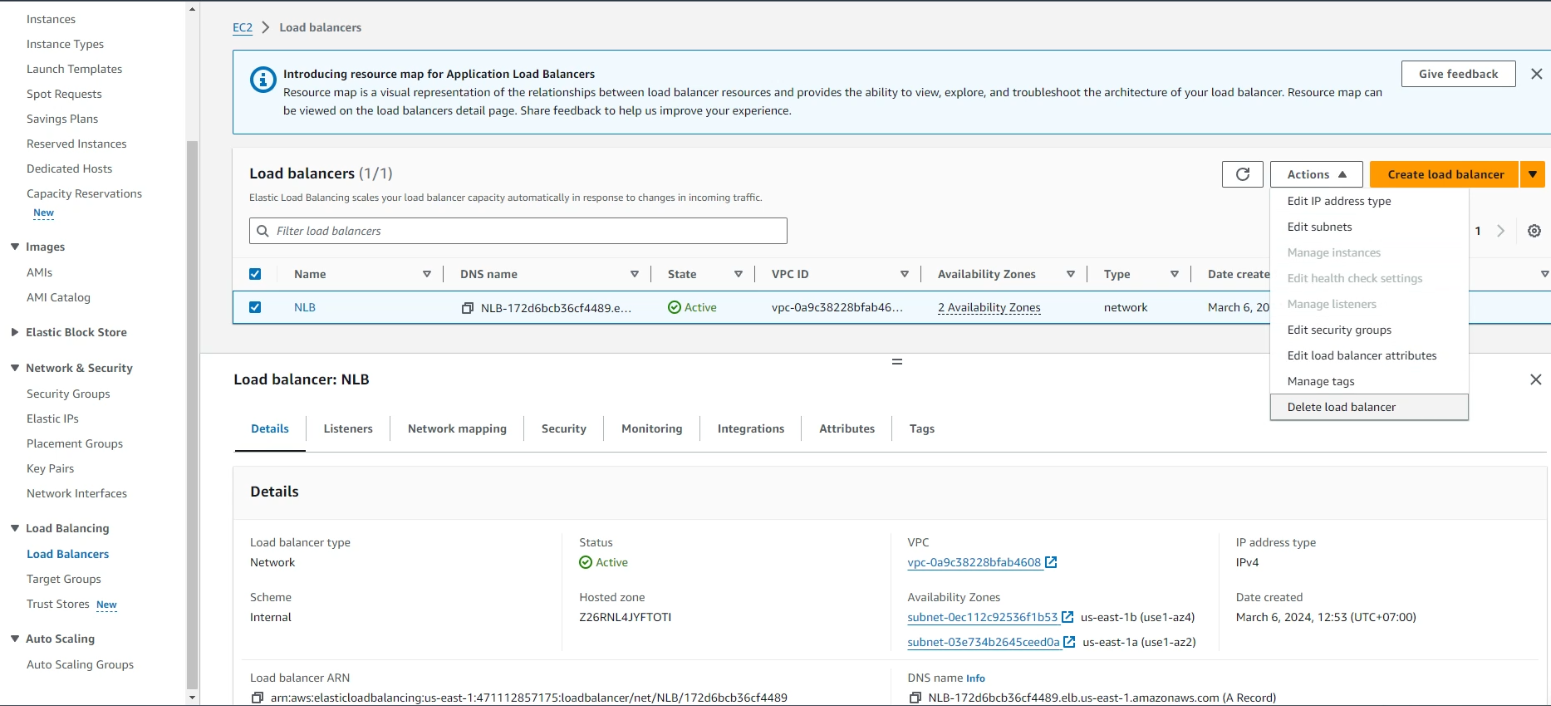 Instances
Instance Types
Launch Templates
Spot Requests
Savings Plans
Reserved Instances
Dedicated Hosts
Capacity Reservations
New
Images
AMIs
AMI Catalog
Elastic Block Store
Network & Security
Security Groups
Elastic IPs
Placement Groups
Key Pairs
Network Interfaces
Load Balancing
Load Balancers
Target Groups
Trust Stores New
Auto Scaling
Auto Scaling Groups
EC2 Load balancers
Introducing resource map for Application Load Balancers
Resource map is a visual representation of the relationships between load balancer resources and provides the ability to view, explore, and troubleshoot the architecture of your load balancer. Resource map can
be viewed on the load balancers detail page. Share feedback to help us improve your experience.
Give feedback
Load balancers (1/1)
Elastic Load Balancing scales your load balancer capacity automatically in response to changes in incoming traffic.
Actions
Create load balancer
Filter load balancers
1
Name DNS name State VPC ID Availability Zones Type Date create
NLB NLB-172d6bcb36cf4489.e... Active vpc-0a9c38228bfab46... 2 Availability Zones network March 6, 20
Edit IP address type
Edit subnets
Manage instances
Edit health check settings
Manage listeners
Edit security groups
Edit load balancer attributes
Manage tags
Delete load balancer
Load balancer: NLB
Details Listeners Network mapping Security Monitoring Integrations Attributes Tags
Details
Load balancer type
Network
Status
Active
VPC
vpc-0a9c38228bfab4608
IP address type
IPv4
Scheme
Internal
Hosted zone
Z26RNL4JYFTOTI
Availability Zones
subnet-0ec112c92536f1b53 us-east-1b (use1-az4)
subnet-03e734b2645ceed0a us-east-1a (use1-az2)
Date created
March 6, 2024, 12:53 (UTC+07:00)
Load balancer ARN
arn:aws:elasticloadbalancing:us-east-1:471112857175:loadbalancer/net/NLB/172d6bcb36cf4489
DNS name Info
NLB-172d6bcb36cf4489.elb.us-east-1.amazonaws.com (A Record)